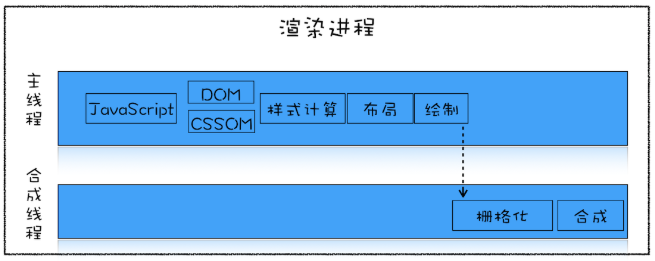 渲染进程
主线程
JavaScript
DOM
CSSOM
样式计算
布局
绘制
合成线程
栅格化
合成